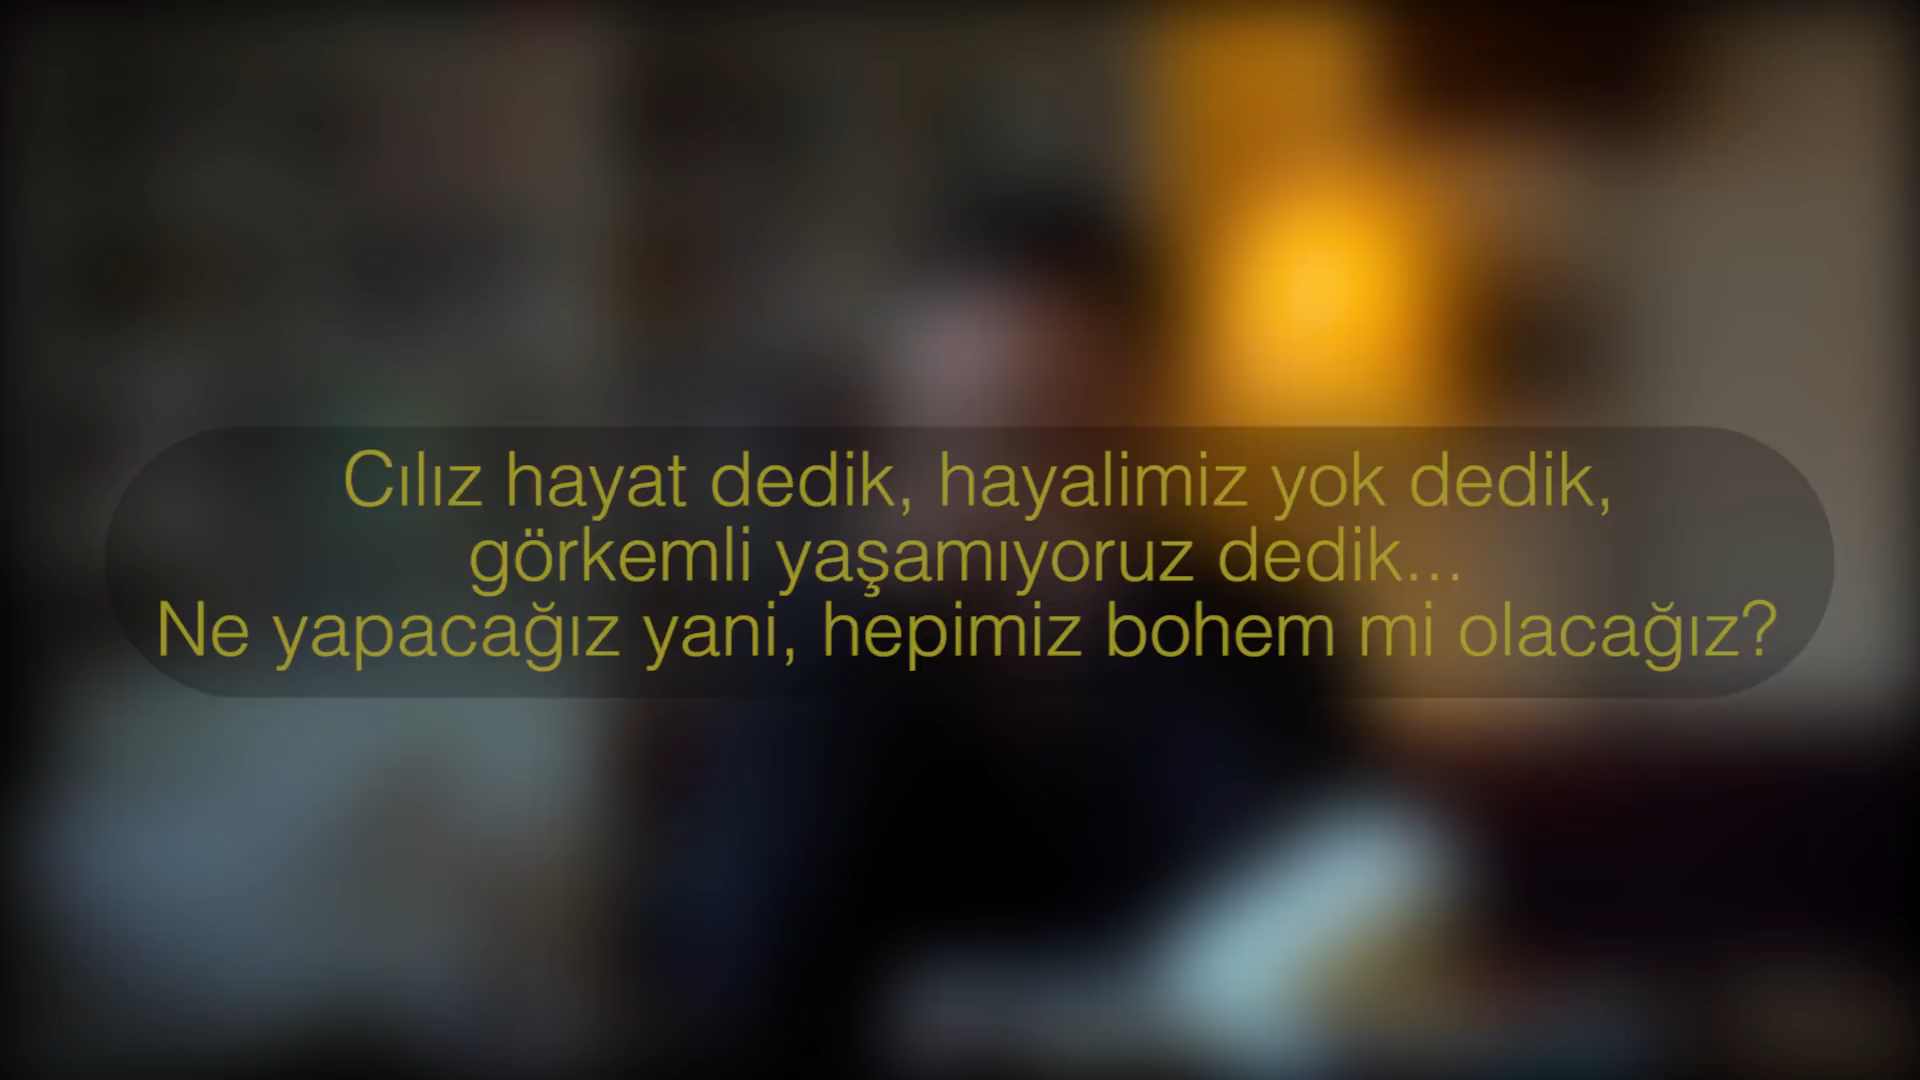 Cılız hayat dedik, hayalimiz yok dedik,
görkemli yaşamıyoruz dedik...
Ne yapacağız yani, hepimiz bohem mi olacağız?